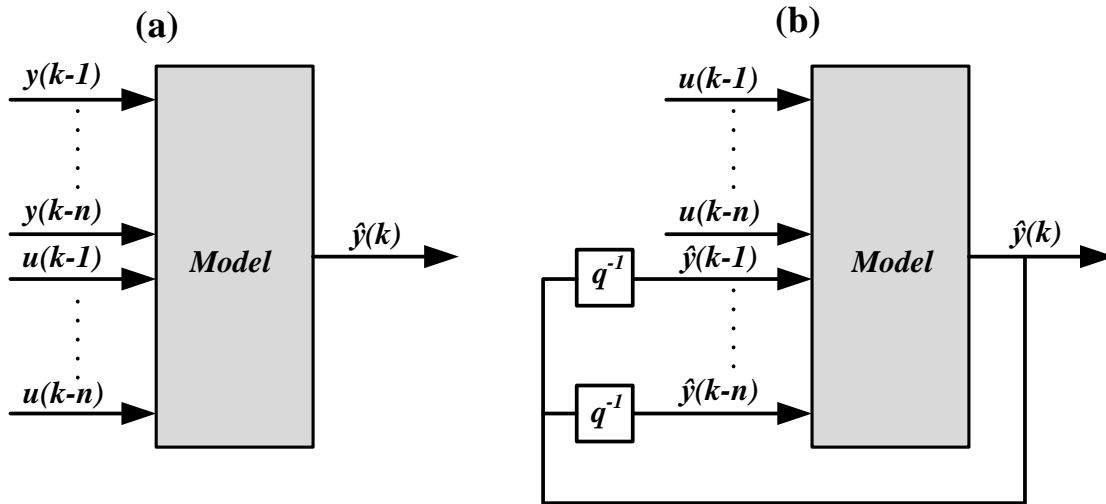 (a)
y(k-1)
y(k-n)
u(k-1)
u(k-n)
Model
ŷ(k)
(b)
u(k-1)
u(k-n)
ŷ(k-1)
ŷ(k-n)
q⁻¹
q⁻¹
Model
ŷ(k)